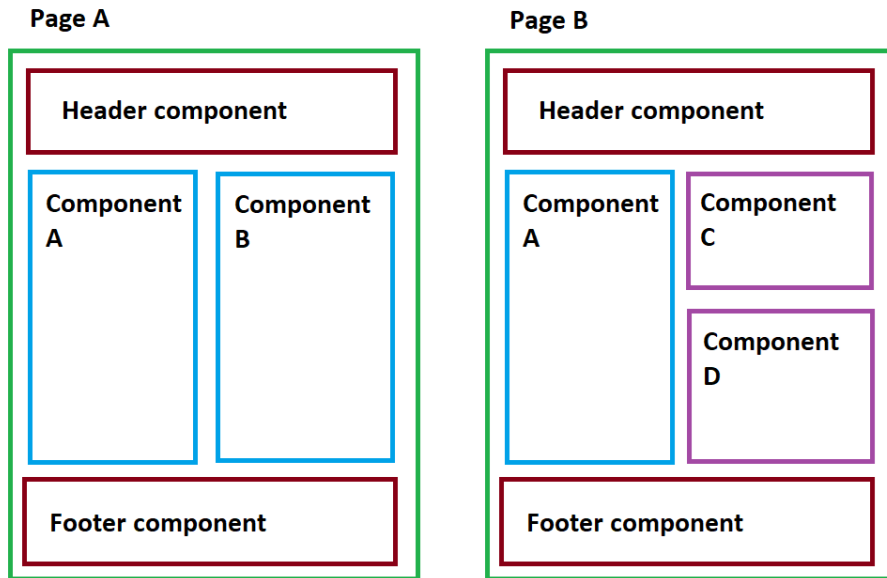 Page A
Header component
Component
A
Component
B
Footer component
Page B
Header component
Component
A
Component
C
Component
D
Footer component